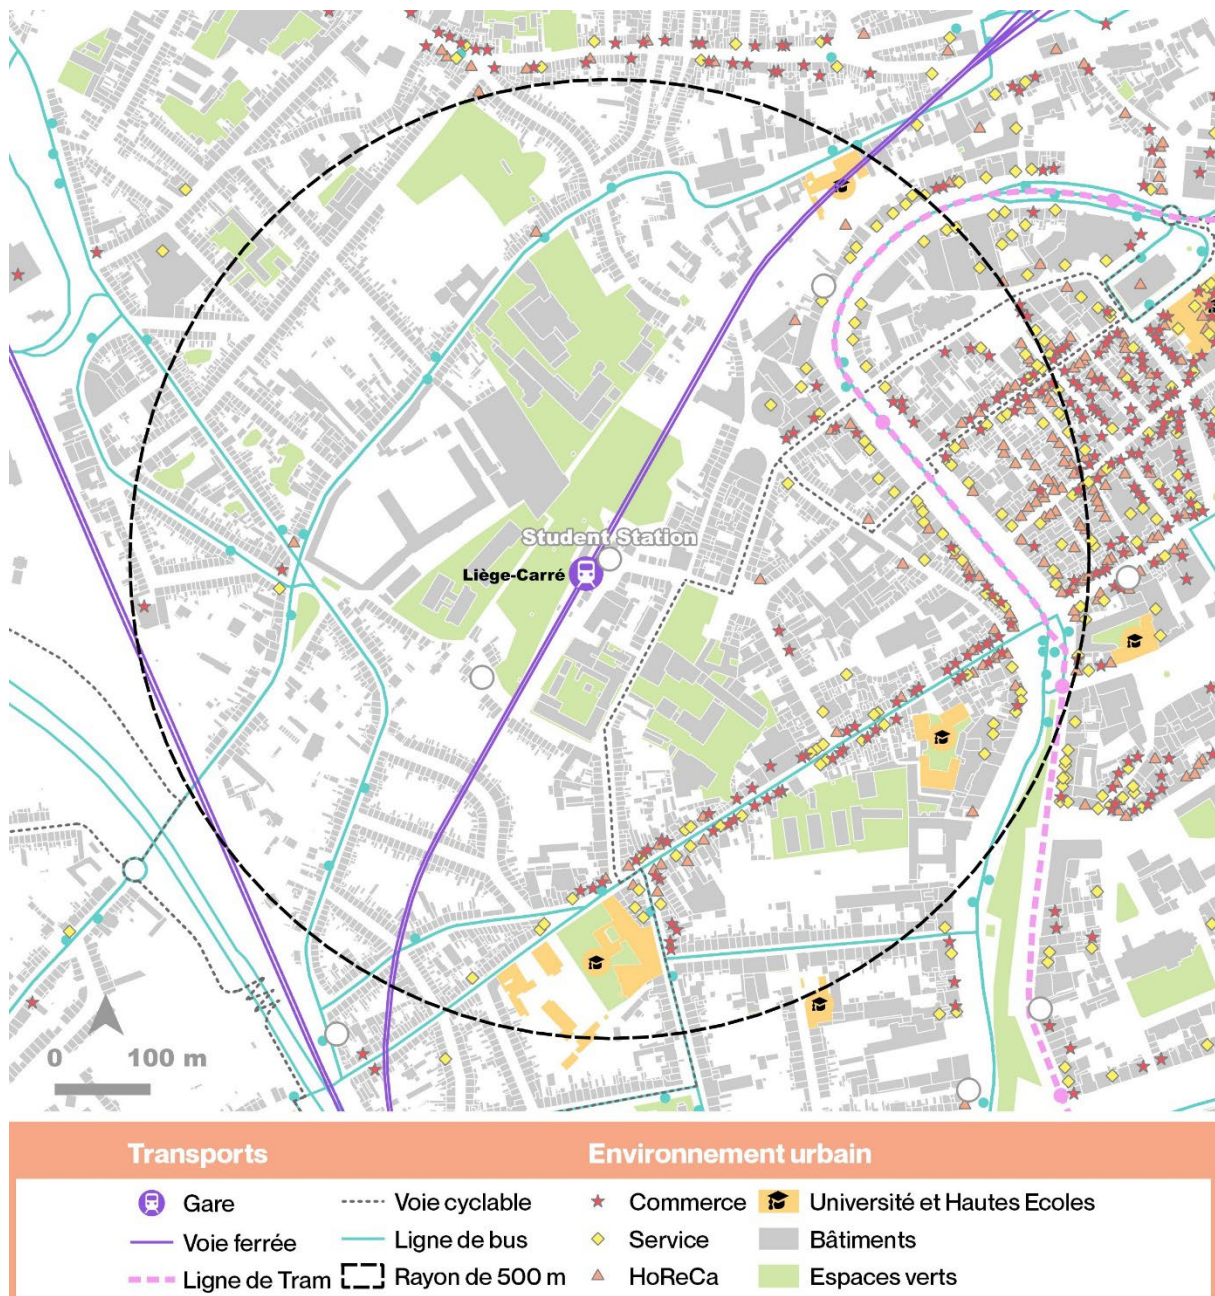 Student Station
Liège-Carré
0 100 m
Transports
Environnement urbain
Gare
Voie cyclable
Commerce
Université et Hautes Ecoles
Voie ferrée
Ligne de bus
Service
Bâtiments
Ligne de Tram
Rayon de 500 m
HoReCa
Espaces verts